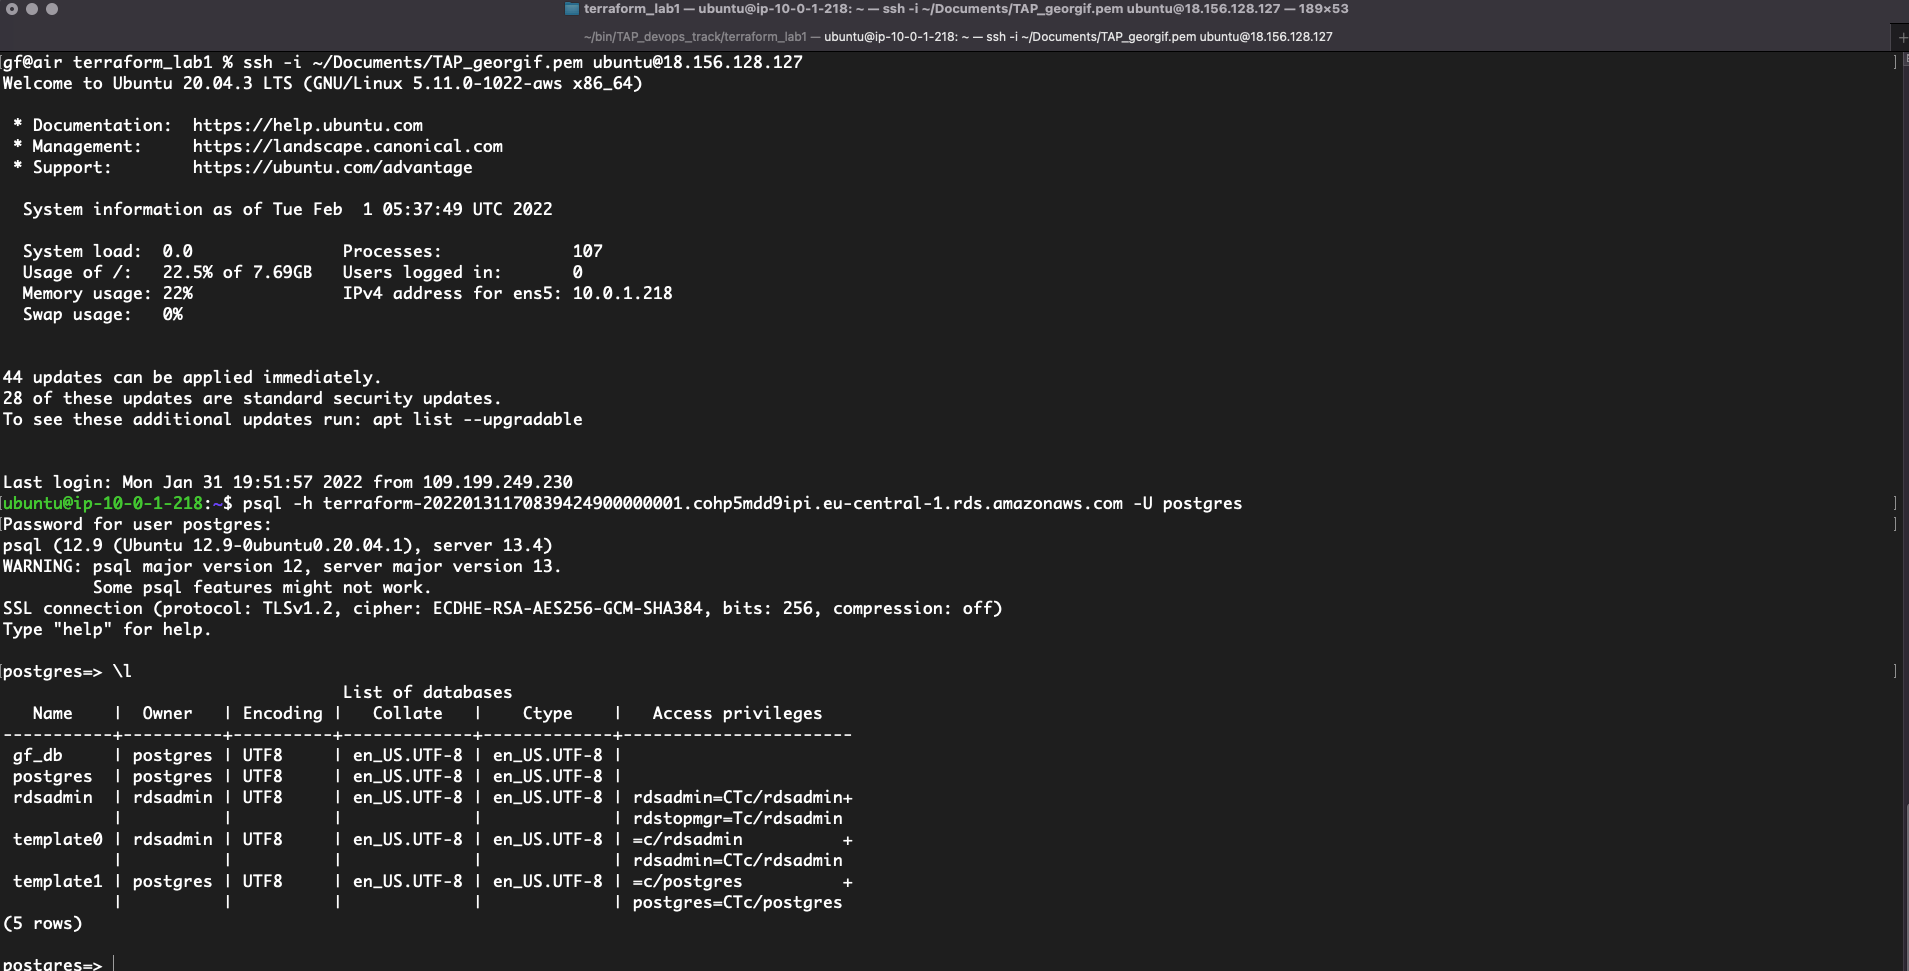 terraform_lab1 — ubuntu@ip-10-0-1-218: ~ — ssh -i ~/Documents/TAP_georgif.pem ubuntu@18.156.128.127 — 189×53
~/bin/TAP_devops_track/terraform_lab1 — ubuntu@ip-10-0-1-218: ~ — ssh -i ~/Documents/TAP_georgif.pem ubuntu@18.156.128.127
gf@air terraform_lab1 % ssh -i ~/Documents/TAP_georgif.pem ubuntu@18.156.128.127
Welcome to Ubuntu 20.04.3 LTS (GNU/Linux 5.11.0-1022-aws x86_64)
 * Documentation:  https://help.ubuntu.com
 * Management:     https://landscape.canonical.com
 * Support:        https://ubuntu.com/advantage
  System information as of Tue Feb  1 05:37:49 UTC 2022
  System load:  0.0               Processes:             107
  Usage of /:   22.5% of 7.69GB   Users logged in:       0
  Memory usage: 22%               IPv4 address for ens5: 10.0.1.218
  Swap usage:   0%
44 updates can be applied immediately.
28 of these updates are standard security updates.
To see these additional updates run: apt list --upgradable
Last login: Mon Jan 31 19:51:57 2022 from 109.199.249.230
ubuntu@ip-10-0-1-218:~$ psql -h terraform-20220131170839424900000001.cohp5mdd9ipi.eu-central-1.rds.amazonaws.com -U postgres
Password for user postgres:
psql (12.9 (Ubuntu 12.9-0ubuntu0.20.04.1), server 13.4)
WARNING: psql major version 12, server major version 13.
         Some psql features might not work.
SSL connection (protocol: TLSv1.2, cipher: ECDHE-RSA-AES256-GCM-SHA384, bits: 256, compression: off)
Type "help" for help.
postgres=> \l
                                  List of databases
   Name    |  Owner   | Encoding |   Collate   |    Ctype    |   Access privileges
-----------+----------+----------+-------------+-------------+-----------------------
 gf_db     | postgres | UTF8     | en_US.UTF-8 | en_US.UTF-8 |
 postgres  | postgres | UTF8     | en_US.UTF-8 | en_US.UTF-8 |
 rdsadmin  | rdsadmin | UTF8     | en_US.UTF-8 | en_US.UTF-8 | rdsadmin=CTc/rdsadmin+
           |          |          |             |             | rdstopmgr=Tc/rdsadmin
 template0 | rdsadmin | UTF8     | en_US.UTF-8 | en_US.UTF-8 | =c/rdsadmin          +
           |          |          |             |             | rdsadmin=CTc/rdsadmin
 template1 | postgres | UTF8     | en_US.UTF-8 | en_US.UTF-8 | =c/postgres          +
           |          |          |             |             | postgres=CTc/postgres
(5 rows)
postgres=>